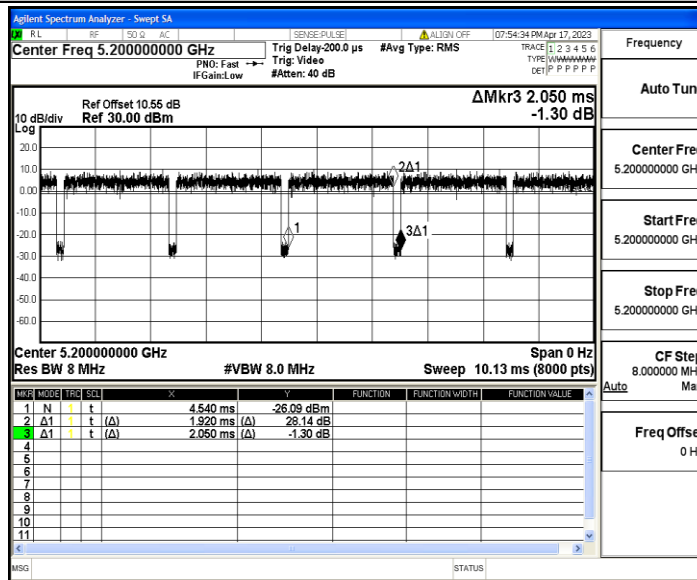 Agilent Spectrum Analyzer - Swept SA
RL RF 50 Ω AC SENSE:PULSE ALIGN OFF 07:54:34 PM Apr 17, 2023
Center Freq 5.200000000 GHz
PNO: Fast
IFGain:Low
Trig Delay-200.0 µs
Trig: Video
#Atten: 40 dB
#Avg Type: RMS
TRACE 1 2 3 4 5 6
TYPE
DET P P P P P P
Frequency
Auto Tun
Center Fre
5.200000000 GH
Start Fre
5.200000000 GH
Stop Fre
5.200000000 GH
CF Step
8.000000 MH
Auto Ma
Freq Offse
0 H
ΔMkr3 2.050 ms
-1.30 dB
Ref Offset 10.55 dB
10 dB/div Ref 30.00 dBm
Log
20.0
10.0
0.00
-10.0
-20.0
-30.0
-40.0
-50.0
-60.0
2Δ1
1
3Δ1
Center 5.200000000 GHz Span 0 Hz
Res BW 8 MHz #VBW 8.0 MHz Sweep 10.13 ms (8000 pts)
MKR MODE TRC SCL X Y FUNCTION FUNCTION WIDTH FUNCTION VALUE
1 N 1 t 4.540 ms -26.09 dBm
2 Δ1 1 t (Δ) 1.920 ms (Δ) 28.14 dB
3 Δ1 1 t (Δ) 2.050 ms (Δ) -1.30 dB
4
5
6
7
8
9
10
11
MSG STATUS